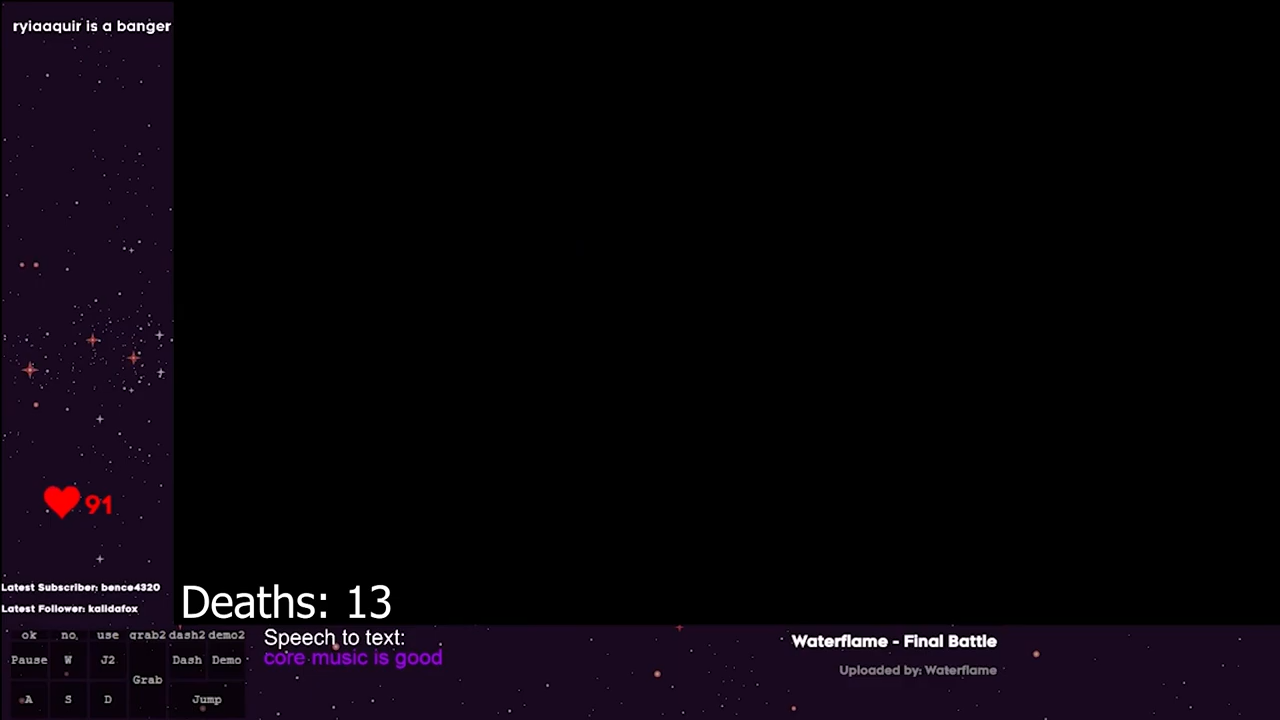 ryiaaquir is a banger
91
Latest Subscriber: bence4320
Latest Follower: kalidafox
Deaths: 13
ok no, use grab2 dash2 demo2
Pause W J2 Grab Dash Demo
A S D Jump
Speech to text:
core music is good
Waterflame - Final Battle
Uploaded by: Waterflame